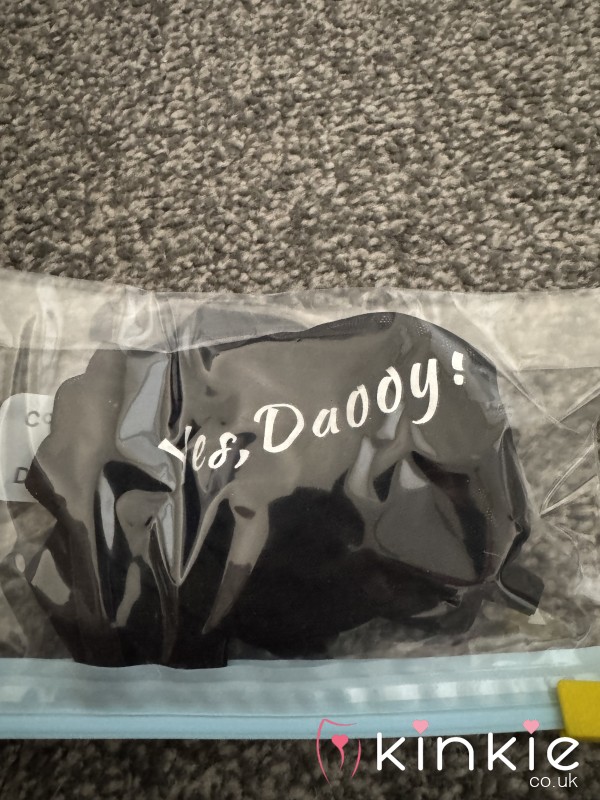 Yes, Daddy!
kinkie
co.uk